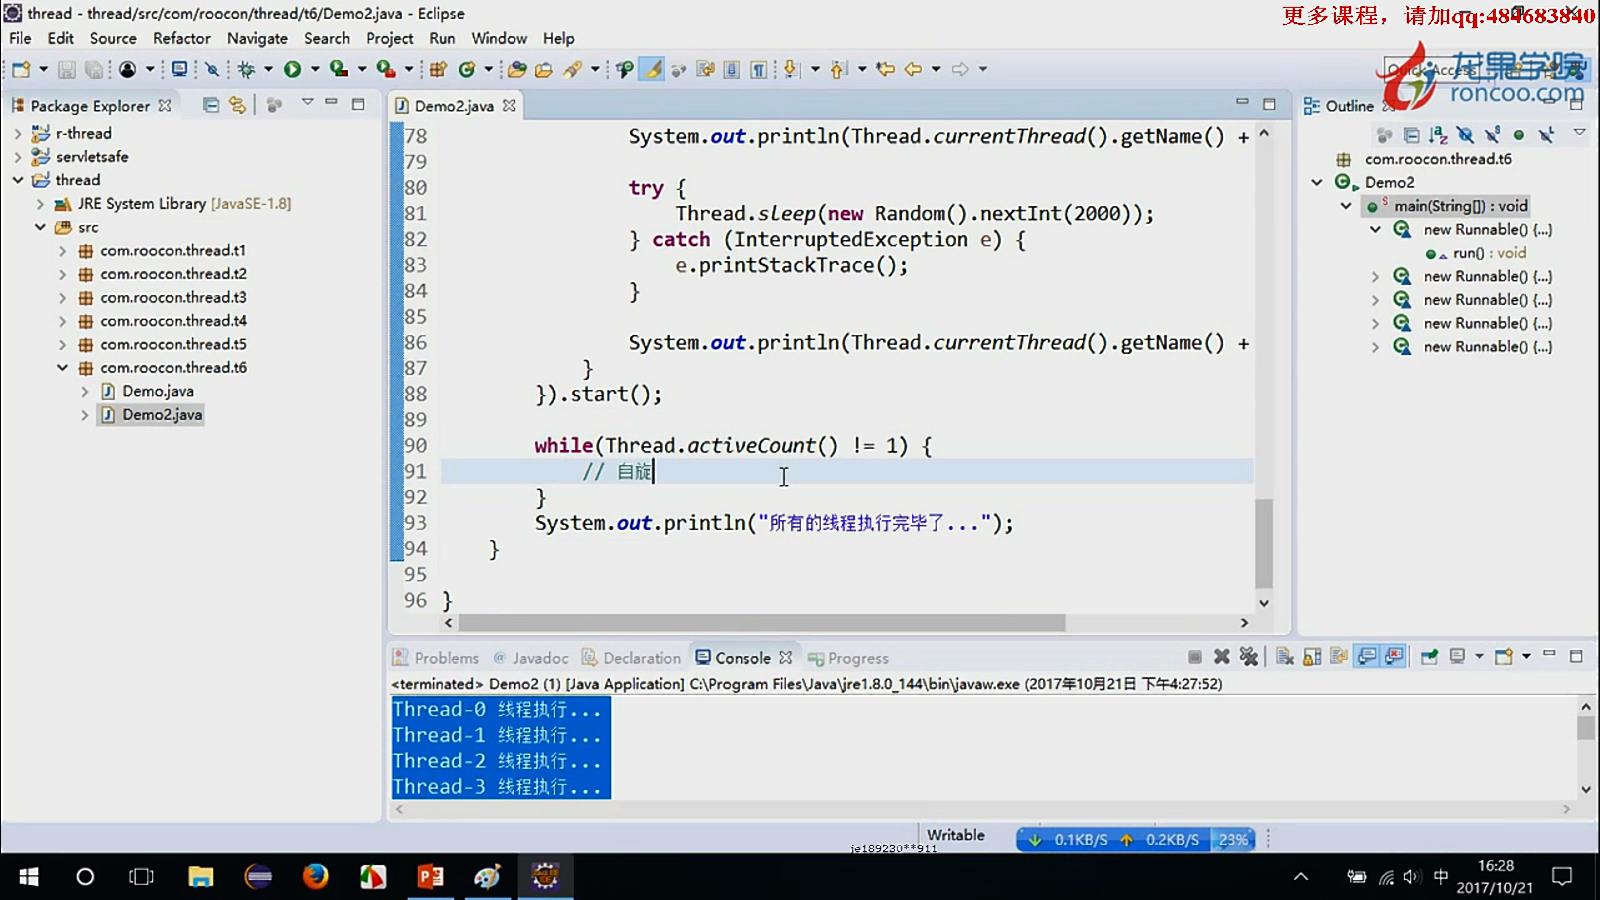 thread - thread/src/com/roocon/thread/t6/Demo2.java - Eclipse
更多课程，请加qq:484683840
File Edit Source Refactor Navigate Search Project Run Window Help
龙果学院
roncoo.com
Quick Access
Package Explorer
r-thread
servletsafe
thread
JRE System Library [JavaSE-1.8]
src
com.roocon.thread.t1
com.roocon.thread.t2
com.roocon.thread.t3
com.roocon.thread.t4
com.roocon.thread.t5
com.roocon.thread.t6
Demo.java
Demo2.java
Demo2.java
78 System.out.println(Thread.currentThread().getName() +
79
80 try {
81 Thread.sleep(new Random().nextInt(2000));
82 } catch (InterruptedException e) {
83 e.printStackTrace();
84 }
85
86 System.out.println(Thread.currentThread().getName() +
87 }
88 }).start();
89
90 while(Thread.activeCount() != 1) {
91 // 自旋
92 }
93 System.out.println("所有的线程执行完毕了...");
94 }
95
96 }
Outline
com.roocon.thread.t6
Demo2
main(String[]) : void
new Runnable() {...}
run() : void
new Runnable() {...}
new Runnable() {...}
new Runnable() {...}
new Runnable() {...}
Problems @ Javadoc Declaration Console Progress
<terminated> Demo2 (1) [Java Application] C:\Program Files\Java\jre1.8.0_144\bin\javaw.exe (2017年10月21日 下午4:27:52)
Thread-0 线程执行...
Thread-1 线程执行...
Thread-2 线程执行...
Thread-3 线程执行...
Writable
0.1KB/S 0.2KB/S 23%
je189230**911
中
16:28
2017/10/21